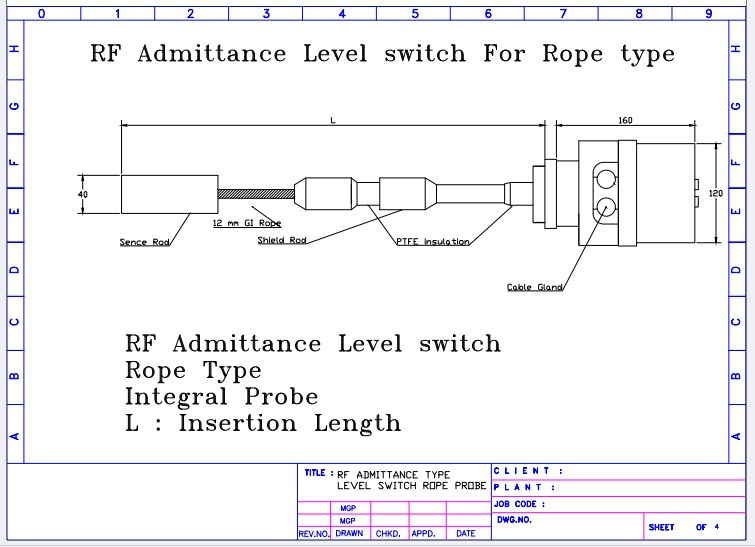 0 1 2 3 4 5 6 7 8 9
H H
G G
F F
E E
D D
C C
B B
A A
RF Admittance Level switch For Rope type
L
160
40
120
12 mm GI Rope
Sence Rod
Shield Rod
PTFE Insulation
Cable Gland
RF Admittance Level switch
Rope Type
Integral Probe
L : Insertion Length
TITLE : RF ADMITTANCE TYPE
LEVEL SWITCH ROPE PROBE
CLIENT :
PLANT :
JOB CODE :
DWG.NO.
MGP
MGP
REV.NO. DRAWN CHKD. APPD. DATE
SHEET OF 4